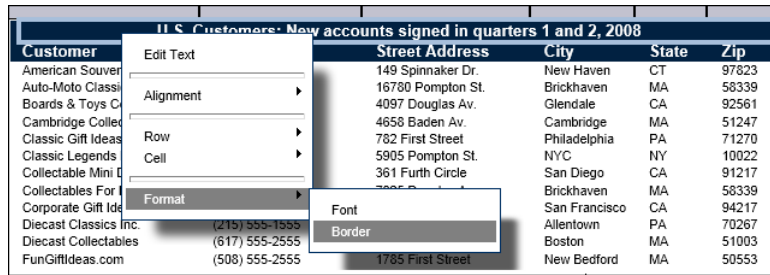 U.S. Customers: New accounts signed in quarters 1 and 2, 2008
Customer Street Address City State Zip
American Souver 149 Spinnaker Dr. New Haven CT 97823
Auto-Moto Classi 16780 Pompton St. Brickhaven MA 58339
Boards & Toys C 4097 Douglas Av. Glendale CA 92561
Cambridge Collec 4658 Baden Av. Cambridge MA 51247
Classic Gift Ideas 782 First Street Philadelphia PA 71270
Classic Legends 5905 Pompton St. NYC NY 10022
Collectable Mini D 361 Furth Circle San Diego CA 91217
Collectables For Brickhaven MA 58339
Corporate Gift Ide San Francisco CA 94217
Diecast Classics Inc. (215) 555-1555 Allentown PA 70267
Diecast Collectables (617) 555-2555 Boston MA 51003
FunGiftIdeas.com (508) 555-2555 1785 First Street New Bedford MA 50553
Edit Text
Alignment
Row
Cell
Format
Font
Border